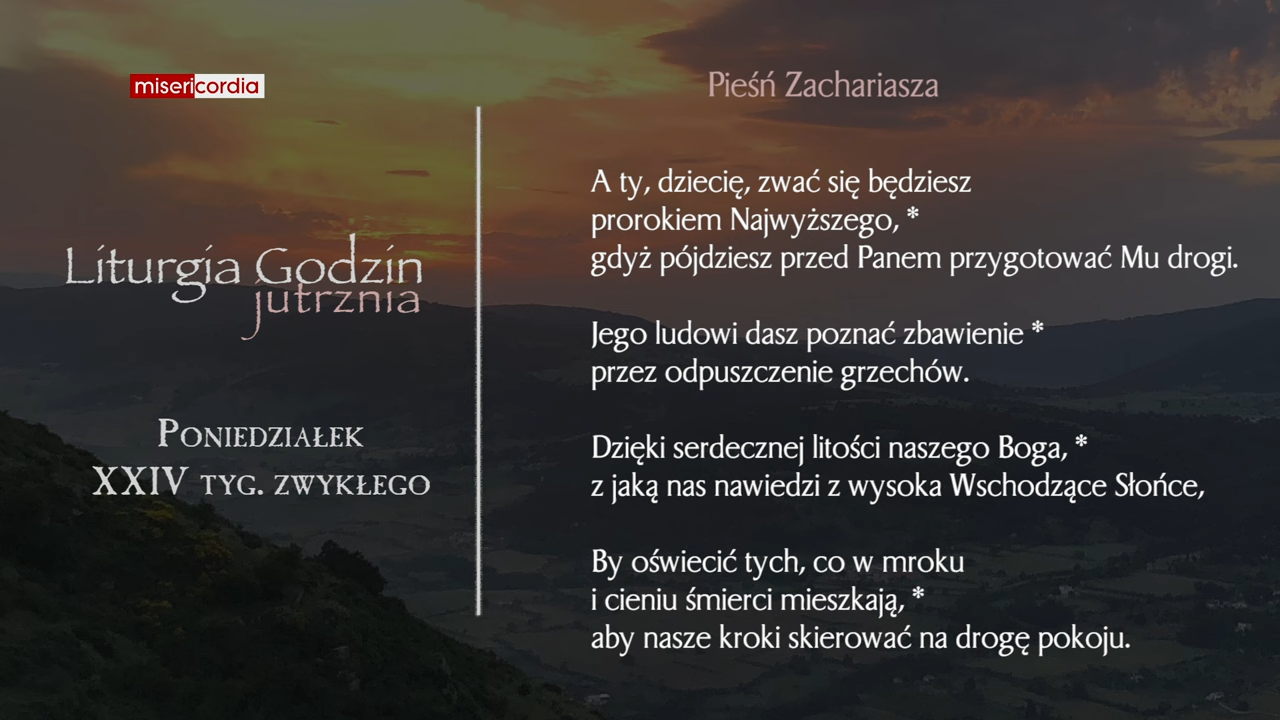 misericordia
Liturgia Godzin
jutrznia
Poniedziałek
XXIV tyg. zwykłego
Pieśń Zachariasza
A ty, dziecię, zwać się będziesz
prorokiem Najwyższego, *
gdyż pójdziesz przed Panem przygotować Mu drogi.
Jego ludowi dasz poznać zbawienie *
przez odpuszczenie grzechów.
Dzięki serdecznej litości naszego Boga, *
z jaką nas nawiedzi z wysoka Wschodzące Słońce,
By oświecić tych, co w mroku
i cieniu śmierci mieszkają, *
aby nasze kroki skierować na drogę pokoju.